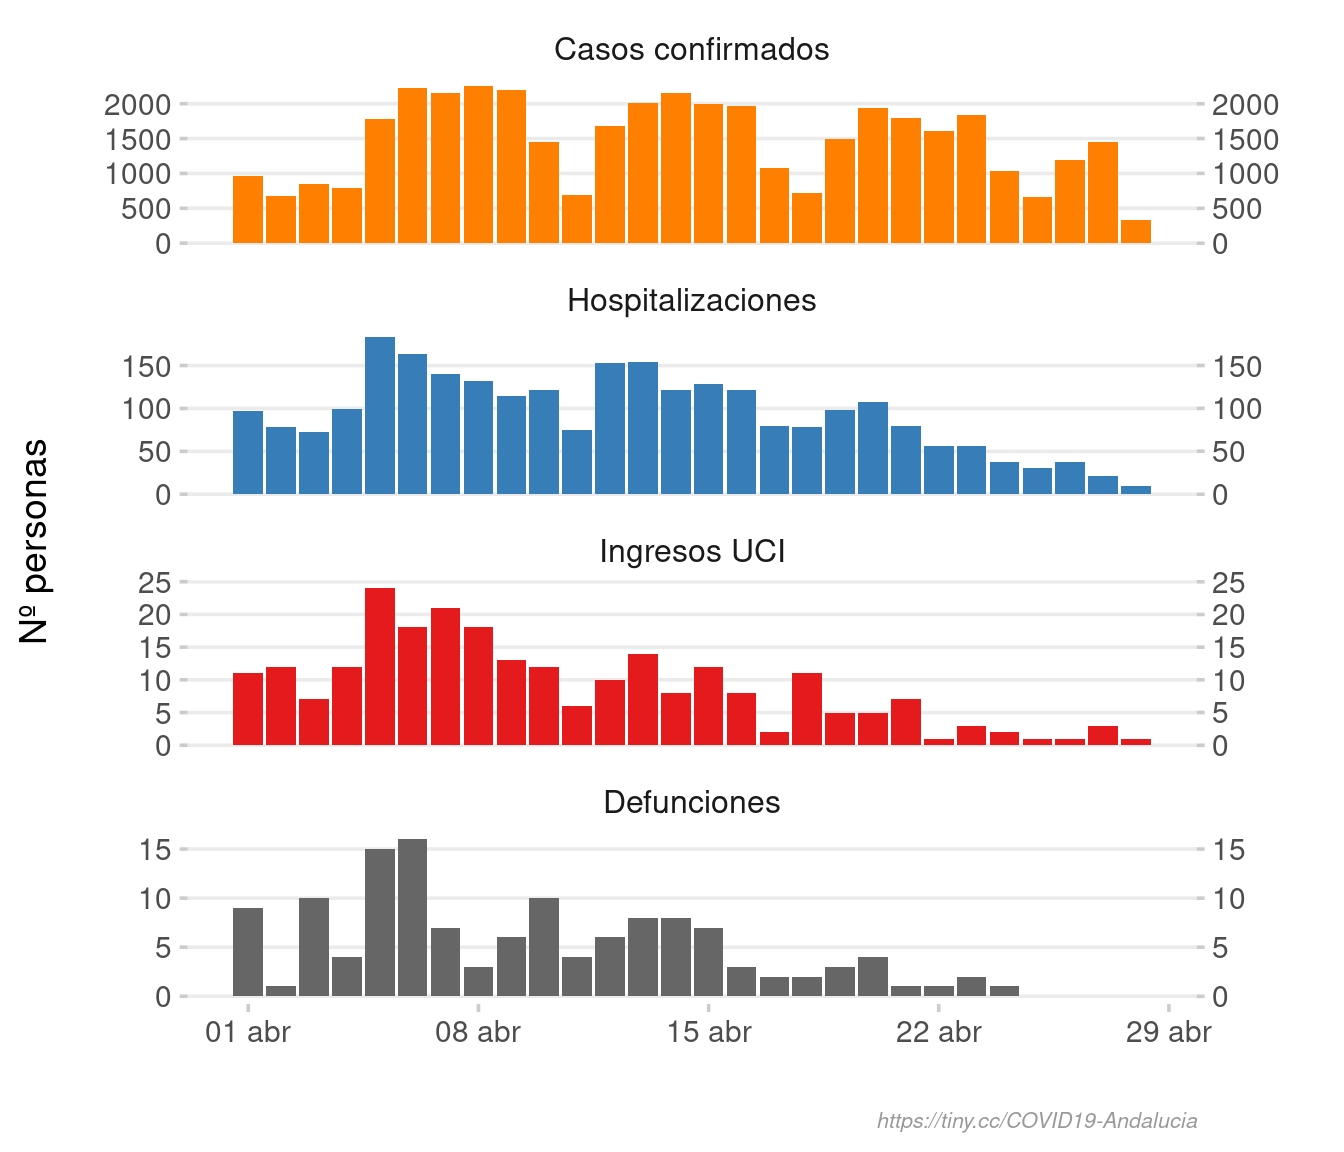 Casos confirmados
2000 2000
1500 1500
1000 1000
500 500
0 0
Hospitalizaciones
150 150
100 100
50 50
0 0
Nº personas
Ingresos UCI
25 25
20 20
15 15
10 10
5 5
0 0
Defunciones
15 15
10 10
5 5
0 0
01 abr 08 abr 15 abr 22 abr 29 abr
https://tiny.cc/COVID19-Andalucia